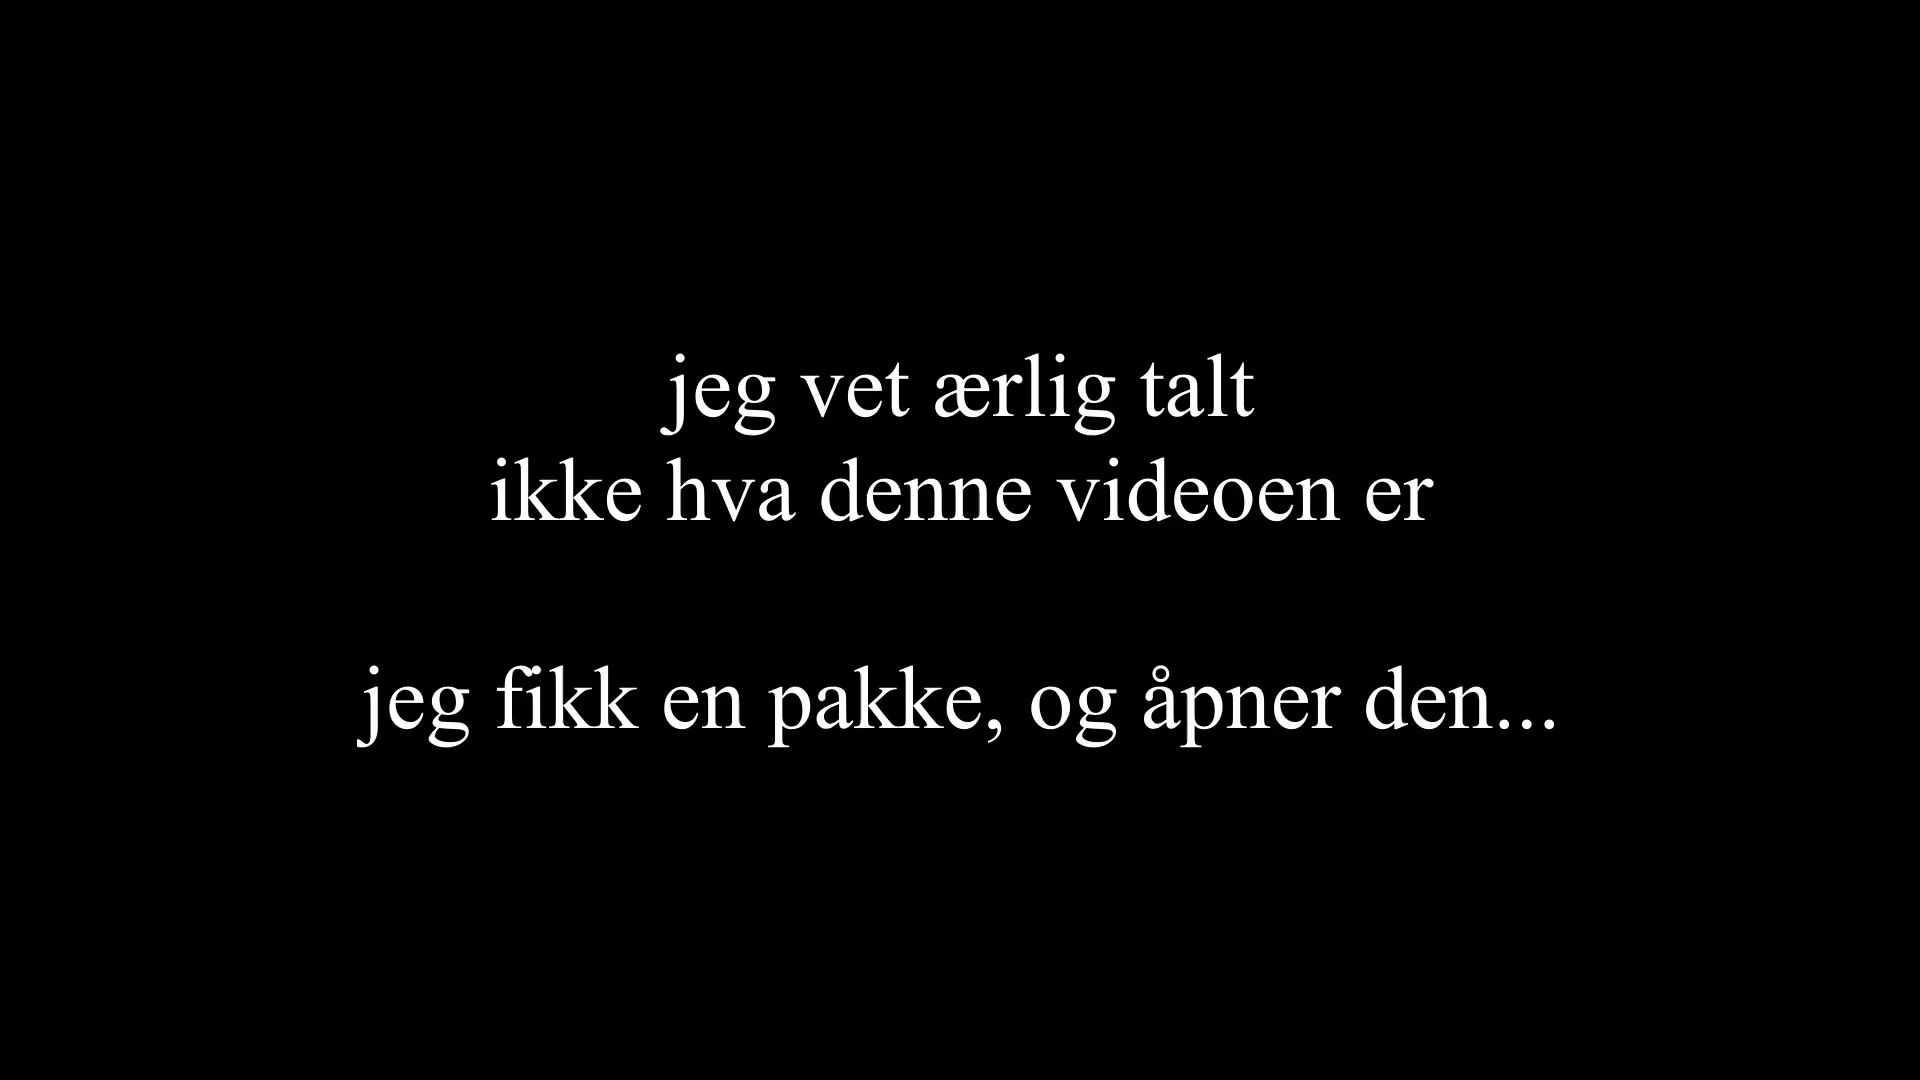 jeg vet ærlig talt
ikke hva denne videoen er
jeg fikk en pakke, og åpner den...